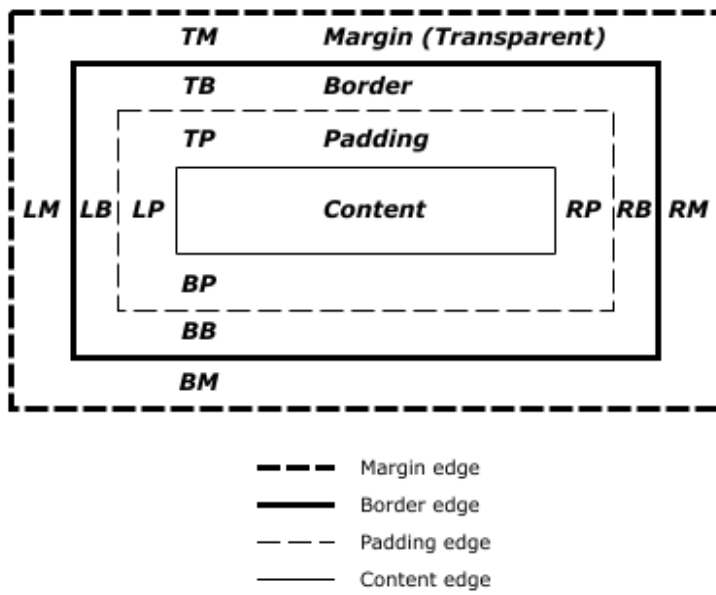 TM Margin (Transparent)
TB Border
TP Padding
LM LB LP Content RP RB RM
BP
BB
BM
Margin edge
Border edge
Padding edge
Content edge